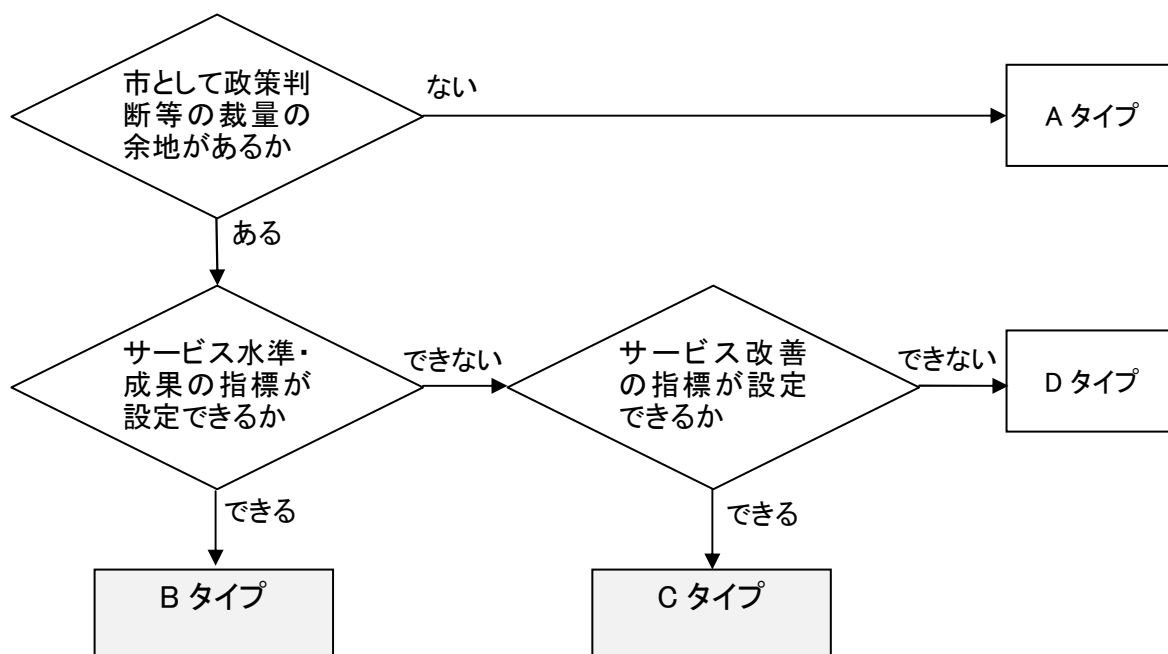 市として政策判
断等の裁量の
余地があるか
ない
A タイプ
ある
サービス水準・
成果の指標が
設定できるか
できない
サービス改善
の指標が設定
できるか
できない
D タイプ
できる
できる
B タイプ
C タイプ